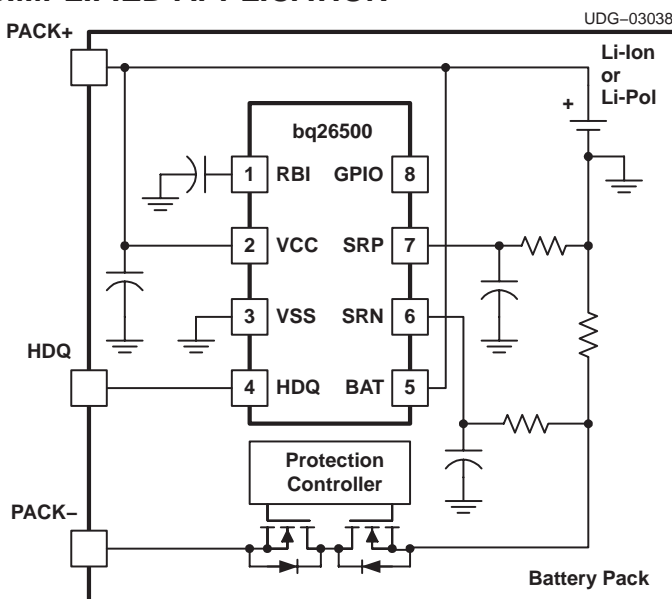 UDG–03038
PACK+
Li-Ion
or
Li-Pol
+
bq26500
1 RBI GPIO 8
2 VCC SRP 7
3 VSS SRN 6
HDQ
4 HDQ BAT 5
Protection
Controller
PACK–
Battery Pack